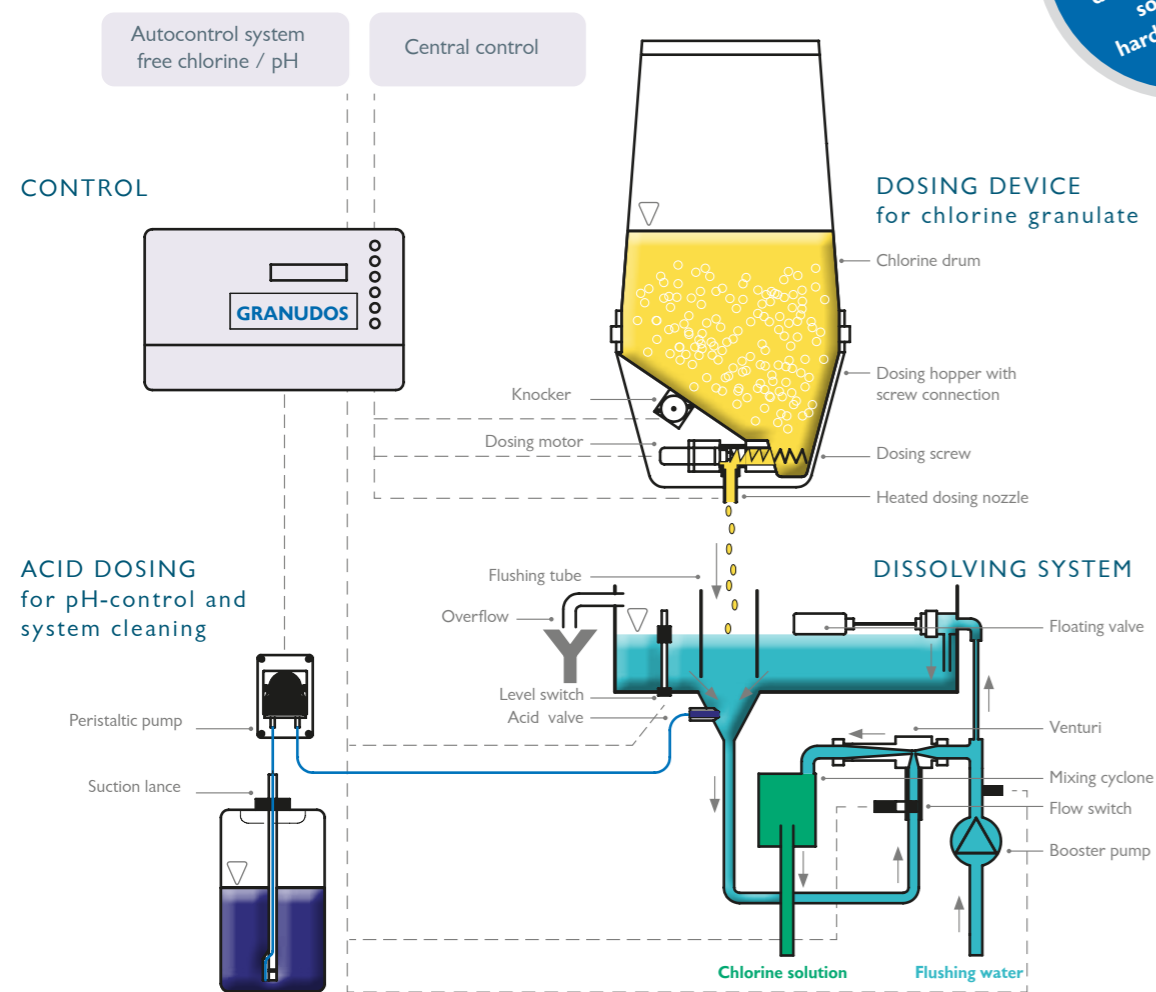 Autocontrol system
free chlorine / pH
Central control
so
hard
CONTROL
GRANUDOS
DOSING DEVICE
for chlorine granulate
Chlorine drum
Knocker
Dosing hopper with
screw connection
Dosing motor
Dosing screw
Heated dosing nozzle
ACID DOSING
for pH-control and
system cleaning
Flushing tube
DISSOLVING SYSTEM
Overflow
Floating valve
Level switch
Acid valve
Peristaltic pump
Venturi
Suction lance
Mixing cyclone
Flow switch
Booster pump
Chlorine solution
Flushing water